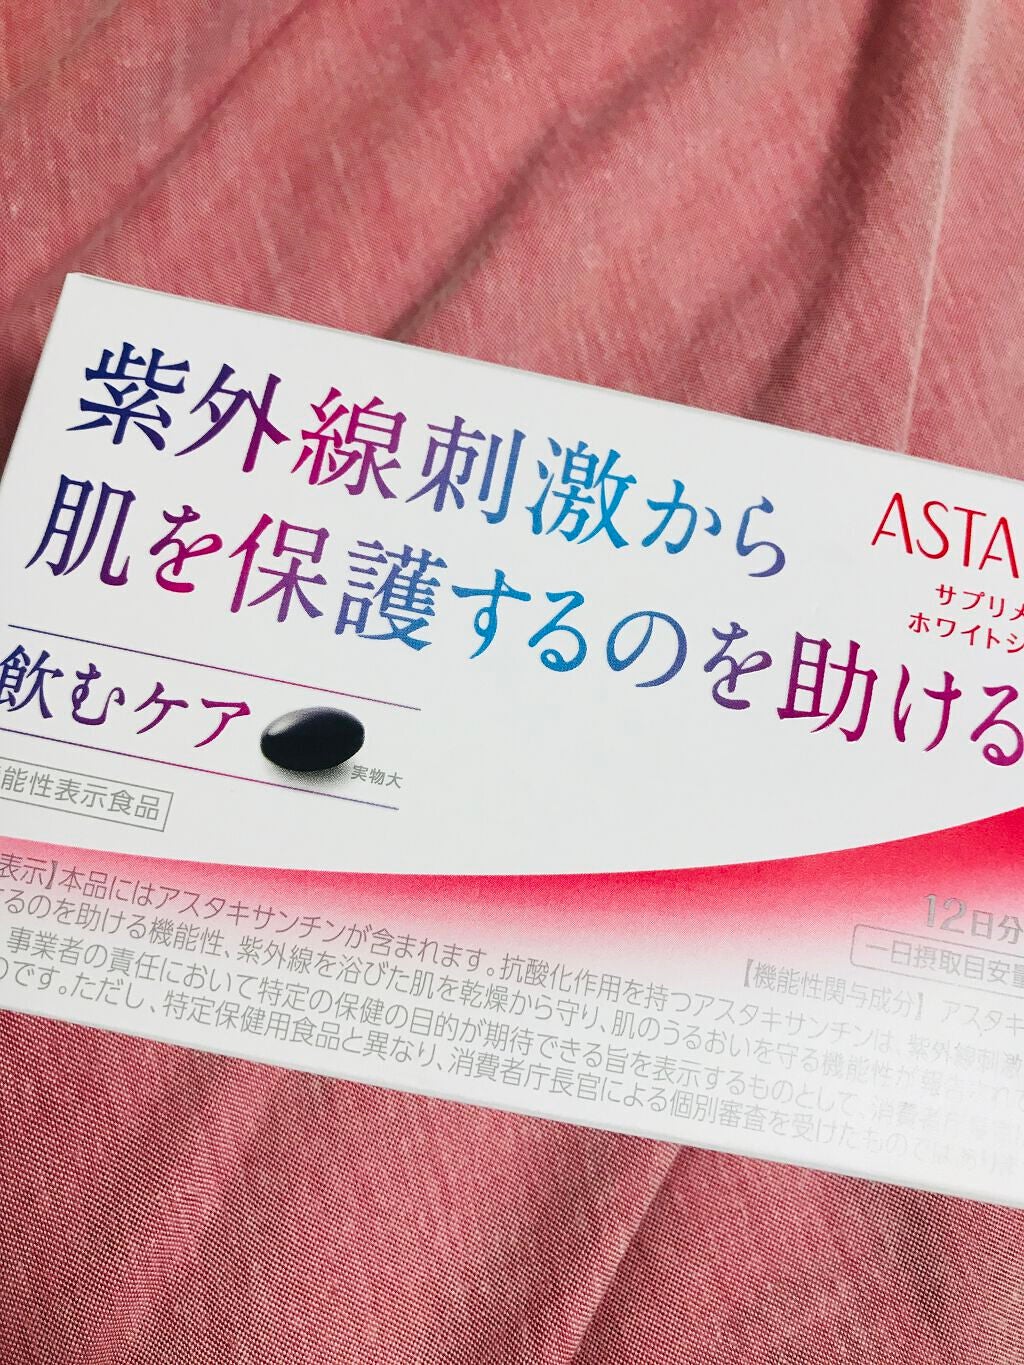 紫外線刺激から
肌を保護するのを助ける
ASTA
サプリメ
ホワイトシ
飲むケア
実物大
能性表示食品
12日分
一日摂取目安量
【機能性関与成分】 アスタキ
表示】本品にはアスタキサンチンが含まれます。抗酸化作用を持つアスタキサンチンは、紫外線刺激
するのを助ける機能性、紫外線を浴びた肌を乾燥から守り、肌のうるおいを守る機能性が報告されて
事業者の責任において特定の保健の目的が期待できる旨を表示するものとして、消費者庁
のです。ただし、特定保健用食品と異なり、消費者庁長官による個別審査を受けたものではありま